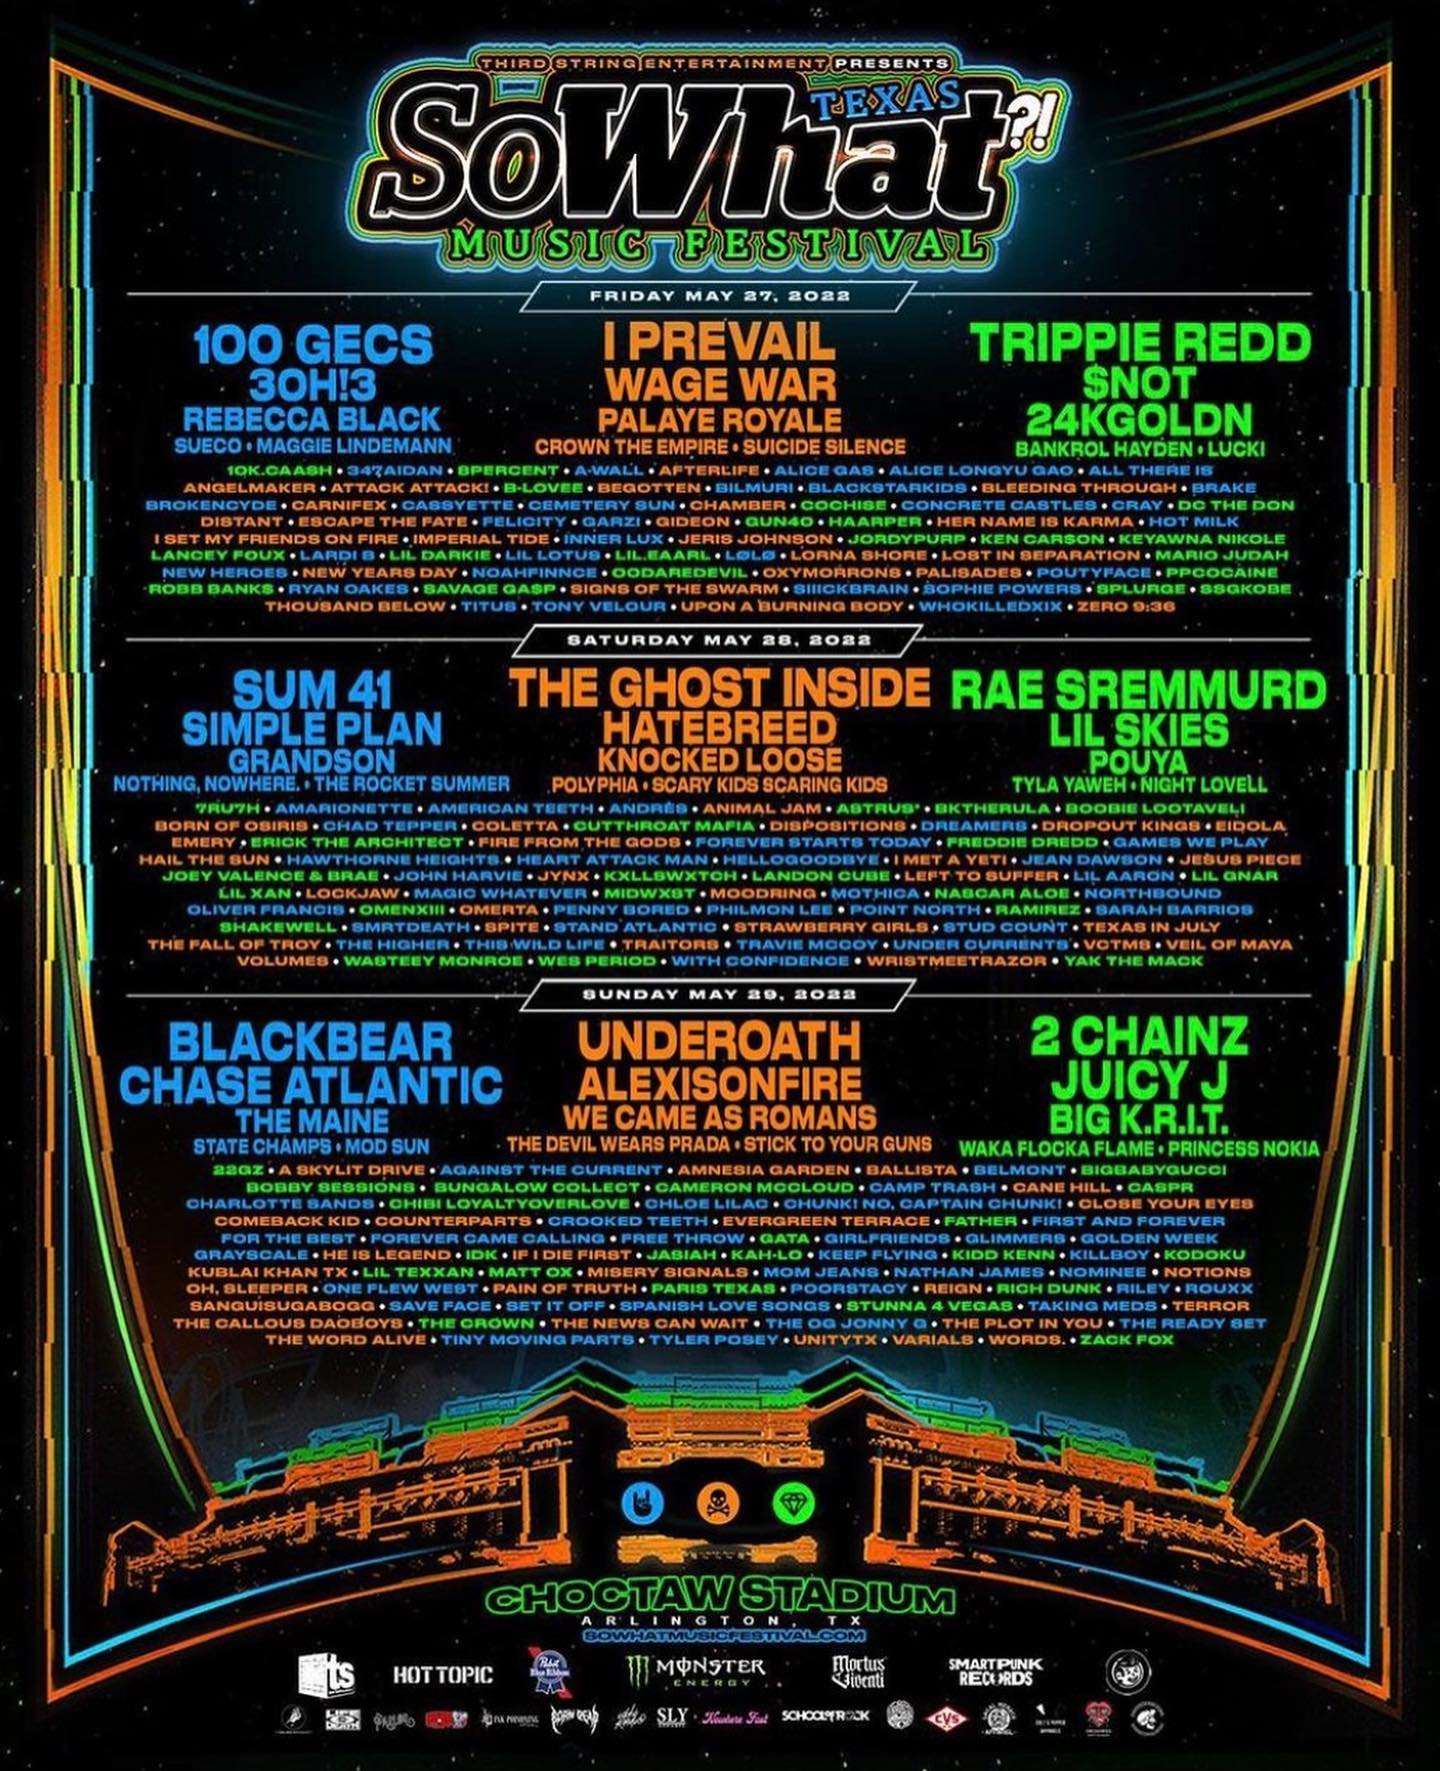 THIRD STRING ENTERTAINMENT PRESENTS
SöWhat?!
TEXAS
MUSIC FESTIVAL
FRIDAY MAY 27, 2022
100 GECS
3OH!3
REBECCA BLACK
SUECO • MAGGIE LINDEMANN
I PREVAIL
WAGE WAR
PALAYE ROYALE
CROWN THE EMPIRE • SUICIDE SILENCE
TRIPPIE REDD
$NOT
24KGOLDN
BANKROL HAYDEN • LUCKI
10K.CAASH • 347AIDAN • 8PERCENT • A-WALL • AFTERLIFE • ALICE GAS • ALICE LONGYU GAO • ALL THERE IS
ANGELMAKER • ATTACK ATTACK! • B-LOVEE • BEGOTTEN • BILMURI • BLACKSTARKIDS • BLEEDING THROUGH • BRAKE
BROKENCYDE • CARNIFEX • CASSYETTE • CEMETERY SUN • CHAMBER • COCHISE • CONCRETE CASTLES • CRAY • DC THE DON
DISTANT • ESCAPE THE FATE • FELICITY • GARZI • GIDEON • GUN40 • HAARPER • HER NAME IS KARMA • HOT MILK
I SET MY FRIENDS ON FIRE • IMPERIAL TIDE • INNER LUX • JERIS JOHNSON • JORDYPURP • KEN CAR$ON • KEYAWNA NIKOLE
LANCEY FOUX • LARDI B • LIL DARKIE • LIL LOTUS • LIL.EAARL • LØLØ • LORNA SHORE • LOST IN SEPARATION • MARIO JUDAH
NEW HEROES • NEW YEARS DAY • NOAHFINNCE • OODAREDEVIL • OXYMORRONS • PALISADES • POUTYFACE • PPCOCAINE
ROBB BANK$ • RYAN OAKES • SAVAGE GA$P • SIGNS OF THE SWARM • SIIICKBRAIN • SOPHIE POWERS • SPLURGE • SSGKOBE
THOUSAND BELOW • TITUS • TONY VELOUR • UPON A BURNING BODY • WHOKILLEDXIX • ZERO 9:36
SATURDAY MAY 28, 2022
SUM 41
SIMPLE PLAN
GRANDSON
NOTHING, NOWHERE. • THE ROCKET SUMMER
THE GHOST INSIDE
HATEBREED
KNOCKED LOOSE
POLYPHIA • SCARY KIDS SCARING KIDS
RAE SREMMURD
LIL SKIES
POUYA
TYLA YAWEH • NIGHT LOVELL
7RU7H • AMARIONETTE • AMERICAN TEETH • ANDRÉS • ANIMAL JAM • ASTRUS* • BKTHERULA • BOOBIE LOOTAVELI
BORN OF OSIRIS • CHAD TEPPER • COLETTA • CUTTHROAT MAFIA • DISPOSITIONS • DREAMERS • DROPOUT KINGS • EIDOLA
EMERY • ERICK THE ARCHITECT • FIRE FROM THE GODS • FOREVER STARTS TODAY • FREDDIE DREDD • GAMES WE PLAY
HAIL THE SUN • HAWTHORNE HEIGHTS • HEART ATTACK MAN • HELLOGOODBYE • I MET A YETI • JEAN DAWSON • JESUS PIECE
JOEY VALENCE & BRAE • JOHN HARVIE • JYNX • KXLLSWXTCH • LANDON CUBE • LEFT TO SUFFER • LIL AARON • LIL GNAR
LIL XAN • LOCKJAW • MAGIC WHATEVER • MIDWXST • MOODRING • MOTHICA • NASCAR ALOE • NORTHBOUND
OLIVER FRANCIS • OMENXIII • OMERTA • PENNY BORED • PHILMON LEE • POINT NORTH • RAMIREZ • SARAH BARRIOS
SHAKEWELL • SMRTDEATH • SPITE • STAND ATLANTIC • STRAWBERRY GIRLS • STUD COUNT • TEXAS IN JULY
THE FALL OF TROY • THE HIGHER • THIS WILD LIFE • TRAITORS • TRAVIE MCCOY • UNDER CURRENTS • VCTMS • VEIL OF MAYA
VOLUMES • WASTEEY MONROE • WES PERIOD • WITH CONFIDENCE • WRISTMEETRAZOR • YAK THE MACK
SUNDAY MAY 29, 2022
BLACKBEAR
CHASE ATLANTIC
THE MAINE
STATE CHAMPS • MOD SUN
UNDEROATH
ALEXISONFIRE
WE CAME AS ROMANS
THE DEVIL WEARS PRADA • STICK TO YOUR GUNS
2 CHAINZ
JUICY J
BIG K.R.I.T.
WAKA FLOCKA FLAME • PRINCESS NOKIA
22GZ • A SKYLIT DRIVE • AGAINST THE CURRENT • AMNESIA GARDEN • BALLISTA • BELMONT • BIGBABYGUCCI
BOBBY SESSIONS • BUNGALOW COLLECT • CAMERON MCCLOUD • CAMP TRASH • CANE HILL • CASPR
CHARLOTTE SANDS • CHIBI LOYALTYOVERLOVE • CHLOE LILAC • CHUNK! NO, CAPTAIN CHUNK! • CLOSE YOUR EYES
COMEBACK KID • COUNTERPARTS • CROOKED TEETH • EVERGREEN TERRACE • FATHER • FIRST AND FOREVER
FOR THE BEST • FOREVER CAME CALLING • FREE THROW • GATA • GIRLFRIENDS • GLIMMERS • GOLDEN WEEK
GRAYSCALE • HE IS LEGEND • IDK • IF I DIE FIRST • JASIAH • KAH-LO • KEEP FLYING • KIDD KENN • KILLBOY • KODOKU
KUBLAI KHAN TX • LIL TEXXAN • MATT OX • MISERY SIGNALS • MOM JEANS • NATHAN JAMES • NOMINEE • NOTIONS
OH, SLEEPER • ONE FLEW WEST • PAIN OF TRUTH • PARIS TEXAS • POORSTACY • REIGN • RICH DUNK • RILEY • ROUXX
SANGUISUGABOGG • SAVE FACE • SET IT OFF • SPANISH LOVE SONGS • STUNNA 4 VEGAS • TAKING MEDS • TERROR
THE CALLOUS DAOBOYS • THE CROWN • THE NEWS CAN WAIT • THE OG JONNY G • THE PLOT IN YOU • THE READY SET
THE WORD ALIVE • TINY MOVING PARTS • TYLER POSEY • UNITYTX • VARIALS • WORDS. • ZACK FOX
CHOCTAW STADIUM
ARLINGTON, TX
SOWHATMUSICFESTIVAL.COM
HOT TOPIC
Pabst Blue Ribbon
MONSTER ENERGY
Mortus Viventi
SMARTPUNK RECORDS
SLY
SCHOOL OF ROCK
CVS